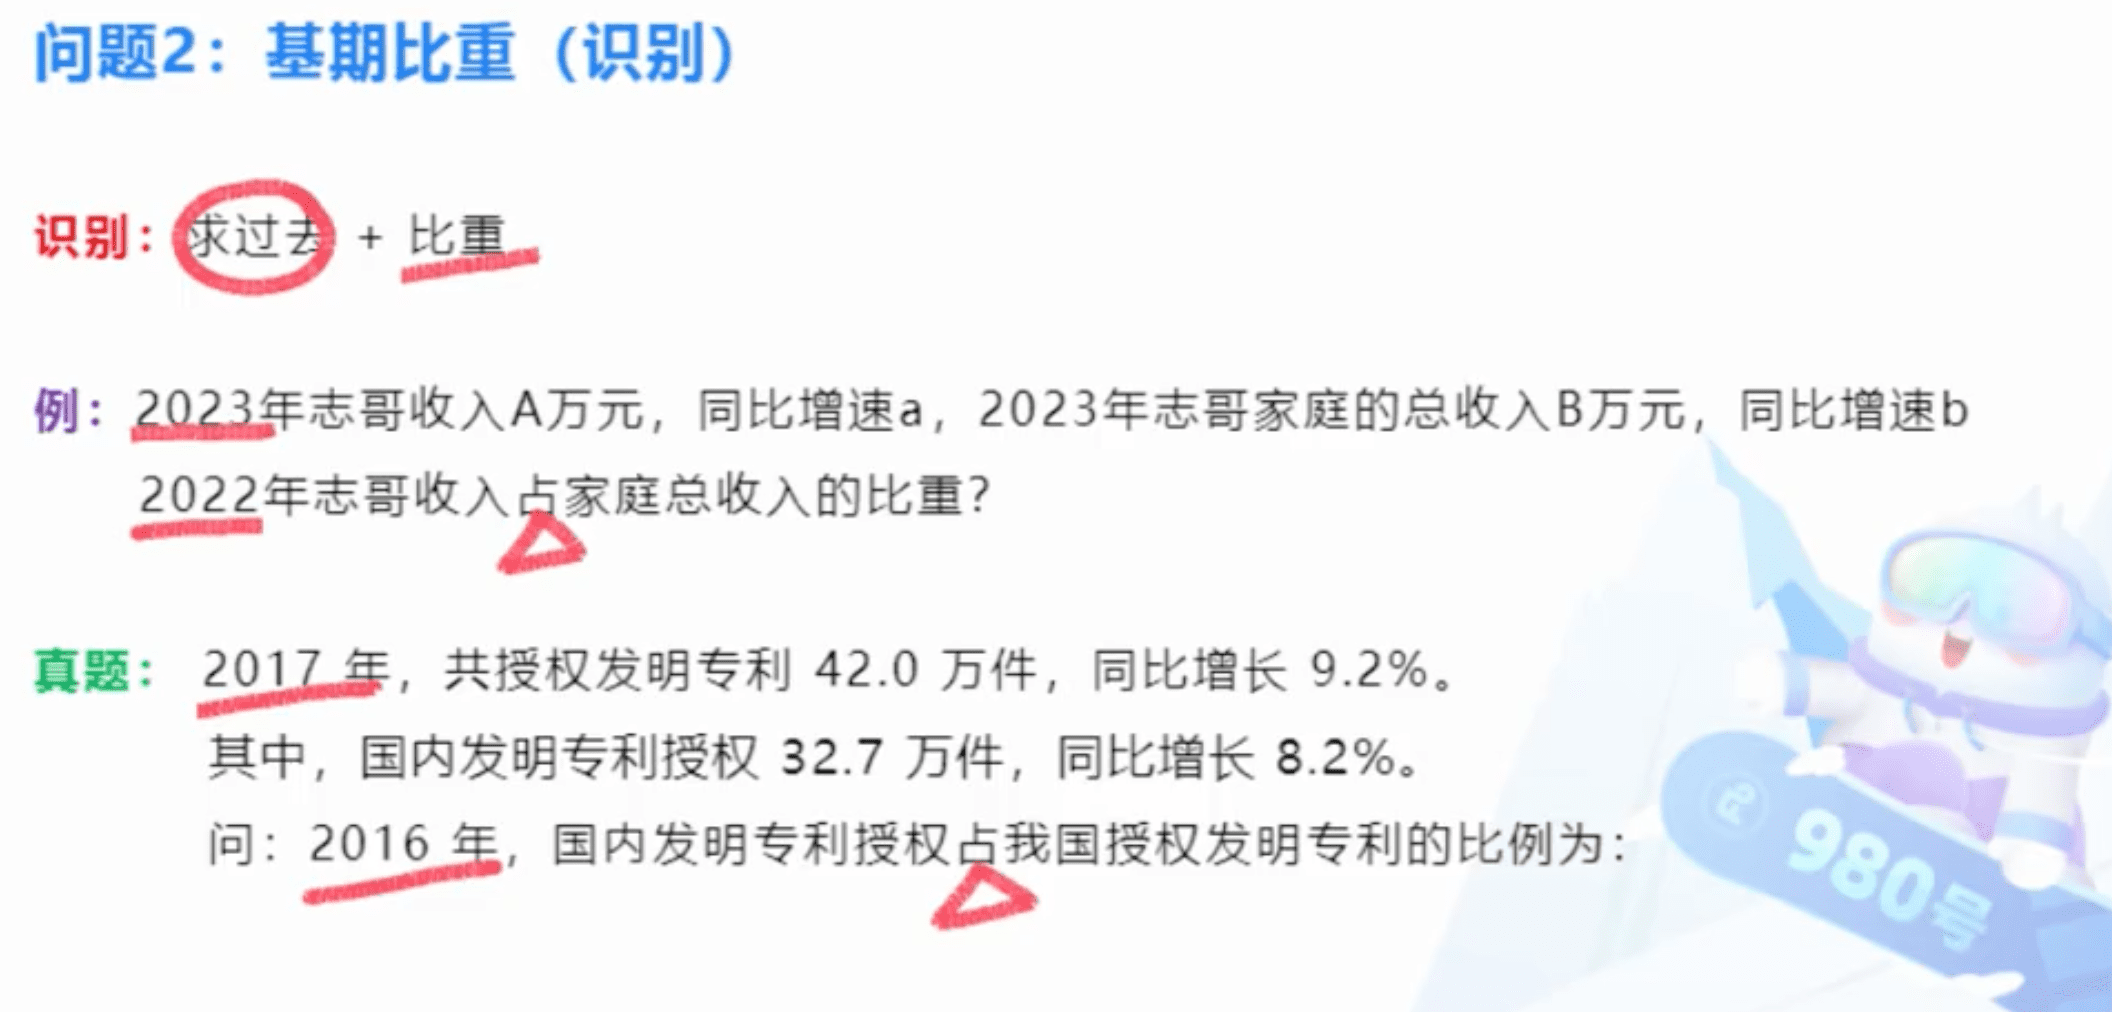 问题2：基期比重（识别）
识别：求过去 + 比重
例：2023年志哥收入A万元，同比增速a，2023年志哥家庭的总收入B万元，同比增速b
2022年志哥收入占家庭总收入的比重？
真题：2017 年，共授权发明专利 42.0 万件，同比增长 9.2%。
其中，国内发明专利授权 32.7 万件，同比增长 8.2%。
问：2016 年，国内发明专利授权占我国授权发明专利的比例为：
980号